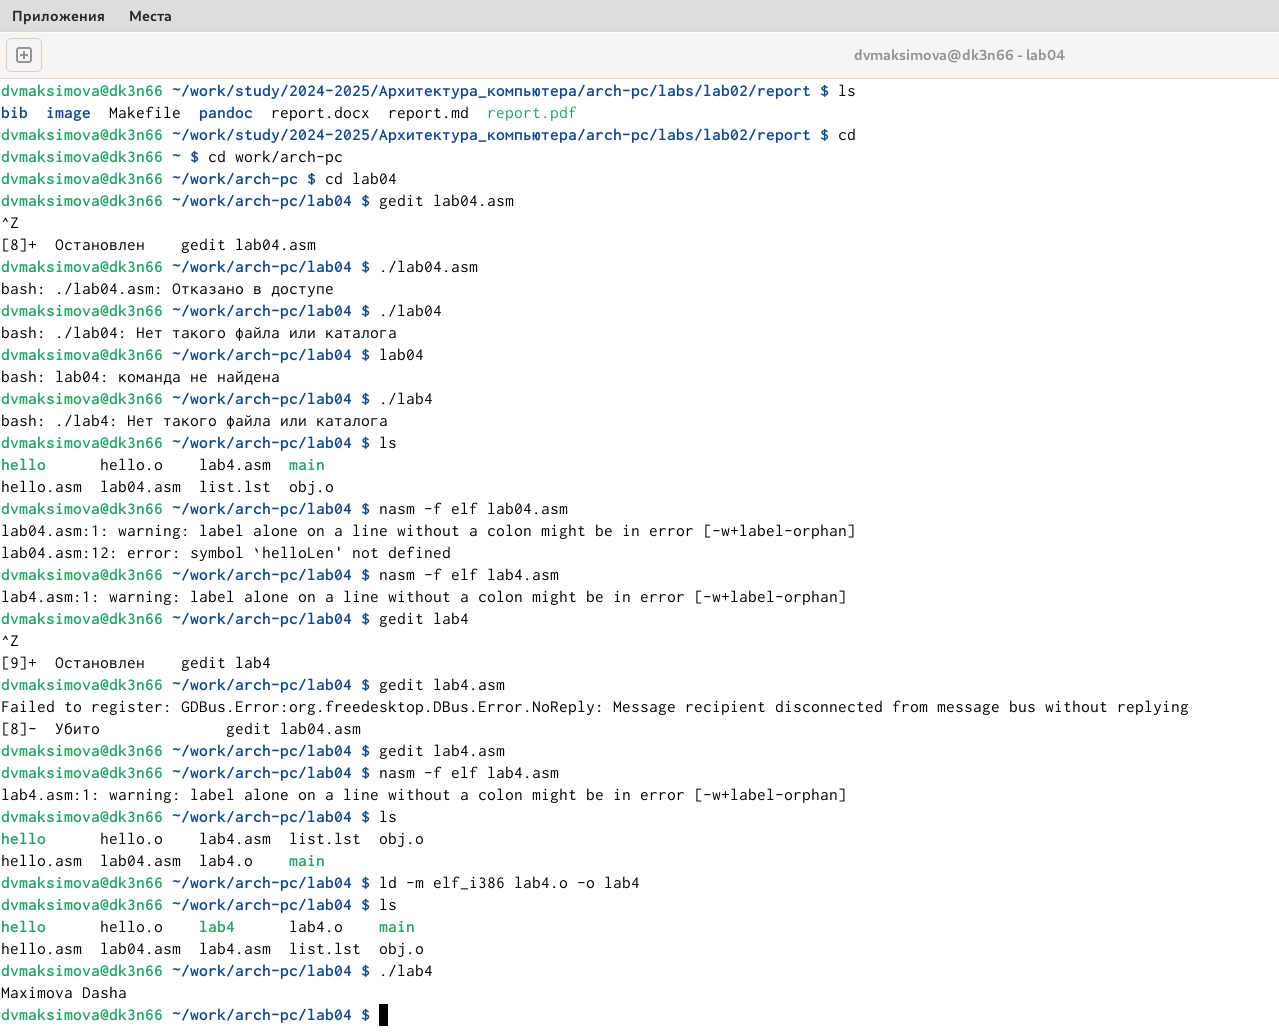 Приложения Места
dvmaksimova@dk3n66 - lab04
dvmaksimova@dk3n66 ~/work/study/2024-2025/Архитектура_компьютера/arch-pc/labs/lab02/report $ ls
bib  image  Makefile  pandoc  report.docx  report.md  report.pdf
dvmaksimova@dk3n66 ~/work/study/2024-2025/Архитектура_компьютера/arch-pc/labs/lab02/report $ cd
dvmaksimova@dk3n66 ~ $ cd work/arch-pc
dvmaksimova@dk3n66 ~/work/arch-pc $ cd lab04
dvmaksimova@dk3n66 ~/work/arch-pc/lab04 $ gedit lab04.asm
^Z
[8]+  Остановлен    gedit lab04.asm
dvmaksimova@dk3n66 ~/work/arch-pc/lab04 $ ./lab04.asm
bash: ./lab04.asm: Отказано в доступе
dvmaksimova@dk3n66 ~/work/arch-pc/lab04 $ ./lab04
bash: ./lab04: Нет такого файла или каталога
dvmaksimova@dk3n66 ~/work/arch-pc/lab04 $ lab04
bash: lab04: команда не найдена
dvmaksimova@dk3n66 ~/work/arch-pc/lab04 $ ./lab4
bash: ./lab4: Нет такого файла или каталога
dvmaksimova@dk3n66 ~/work/arch-pc/lab04 $ ls
hello      hello.o    lab4.asm  main
hello.asm  lab04.asm  list.lst  obj.o
dvmaksimova@dk3n66 ~/work/arch-pc/lab04 $ nasm -f elf lab04.asm
lab04.asm:1: warning: label alone on a line without a colon might be in error [-w+label-orphan]
lab04.asm:12: error: symbol `helloLen' not defined
dvmaksimova@dk3n66 ~/work/arch-pc/lab04 $ nasm -f elf lab4.asm
lab4.asm:1: warning: label alone on a line without a colon might be in error [-w+label-orphan]
dvmaksimova@dk3n66 ~/work/arch-pc/lab04 $ gedit lab4
^Z
[9]+  Остановлен    gedit lab4
dvmaksimova@dk3n66 ~/work/arch-pc/lab04 $ gedit lab4.asm
Failed to register: GDBus.Error:org.freedesktop.DBus.Error.NoReply: Message recipient disconnected from message bus without replying
[8]-  Убито              gedit lab04.asm
dvmaksimova@dk3n66 ~/work/arch-pc/lab04 $ gedit lab4.asm
dvmaksimova@dk3n66 ~/work/arch-pc/lab04 $ nasm -f elf lab4.asm
lab4.asm:1: warning: label alone on a line without a colon might be in error [-w+label-orphan]
dvmaksimova@dk3n66 ~/work/arch-pc/lab04 $ ls
hello      hello.o    lab4.asm  list.lst  obj.o
hello.asm  lab04.asm  lab4.o    main
dvmaksimova@dk3n66 ~/work/arch-pc/lab04 $ ld -m elf_i386 lab4.o -o lab4
dvmaksimova@dk3n66 ~/work/arch-pc/lab04 $ ls
hello      hello.o    lab4      lab4.o    main
hello.asm  lab04.asm  lab4.asm  list.lst  obj.o
dvmaksimova@dk3n66 ~/work/arch-pc/lab04 $ ./lab4
Maximova Dasha
dvmaksimova@dk3n66 ~/work/arch-pc/lab04 $